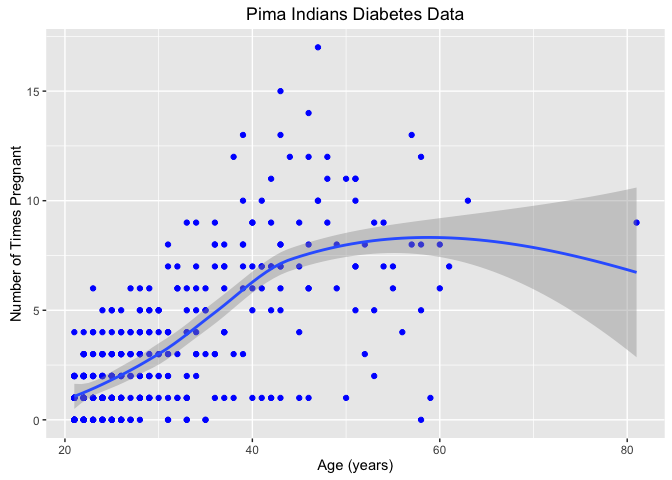 Pima Indians Diabetes Data
Number of Times Pregnant
15
10
5
0
20 40 60 80
Age (years)